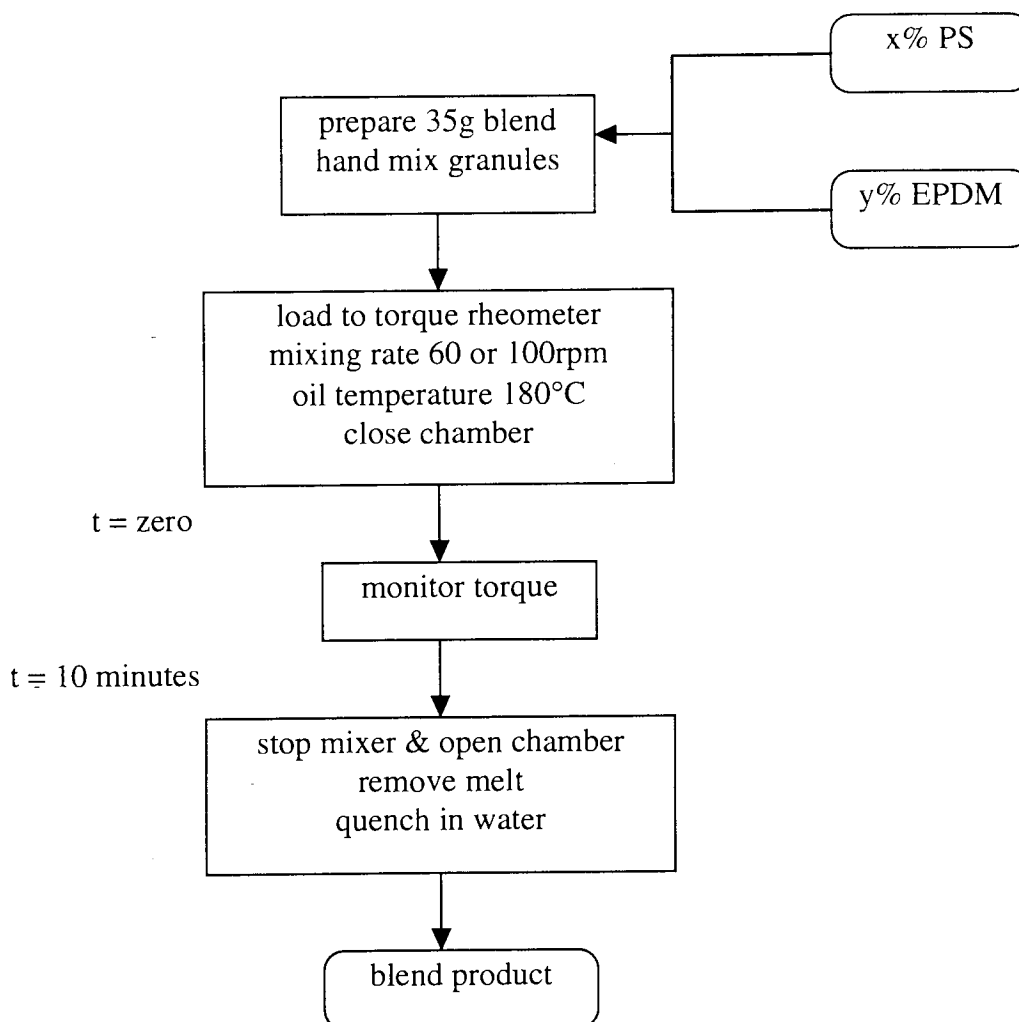 x% PS
prepare 35g blend
hand mix granules
y% EPDM
load to torque rheometer
mixing rate 60 or 100rpm
oil temperature 180°C
close chamber
t = zero
monitor torque
t = 10 minutes
stop mixer & open chamber
remove melt
quench in water
blend product